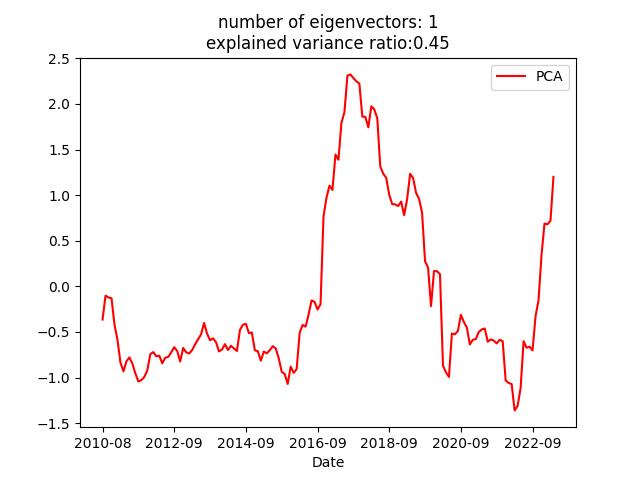 number of eigenvectors: 1
explained variance ratio:0.45
PCA
2.5
2.0
1.5
1.0
0.5
0.0
−0.5
−1.0
−1.5
2010-08 2012-09 2014-09 2016-09 2018-09 2020-09 2022-09
Date